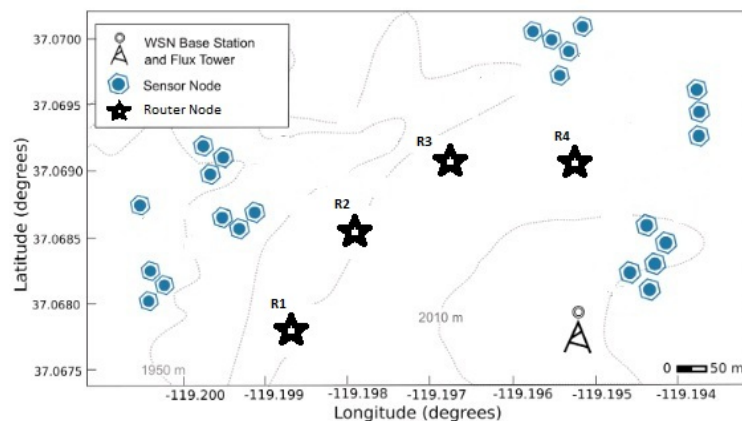 37.0700
37.0695
37.0690
37.0685
37.0680
37.0675
Latitude (degrees)
WSN Base Station
and Flux Tower
Sensor Node
Router Node
R3
R4
R2
R1
2010 m
1950 m
0 50 m
-119.200 -119.199 -119.198 -119.197 -119.196 -119.195 -119.194
Longitude (degrees)